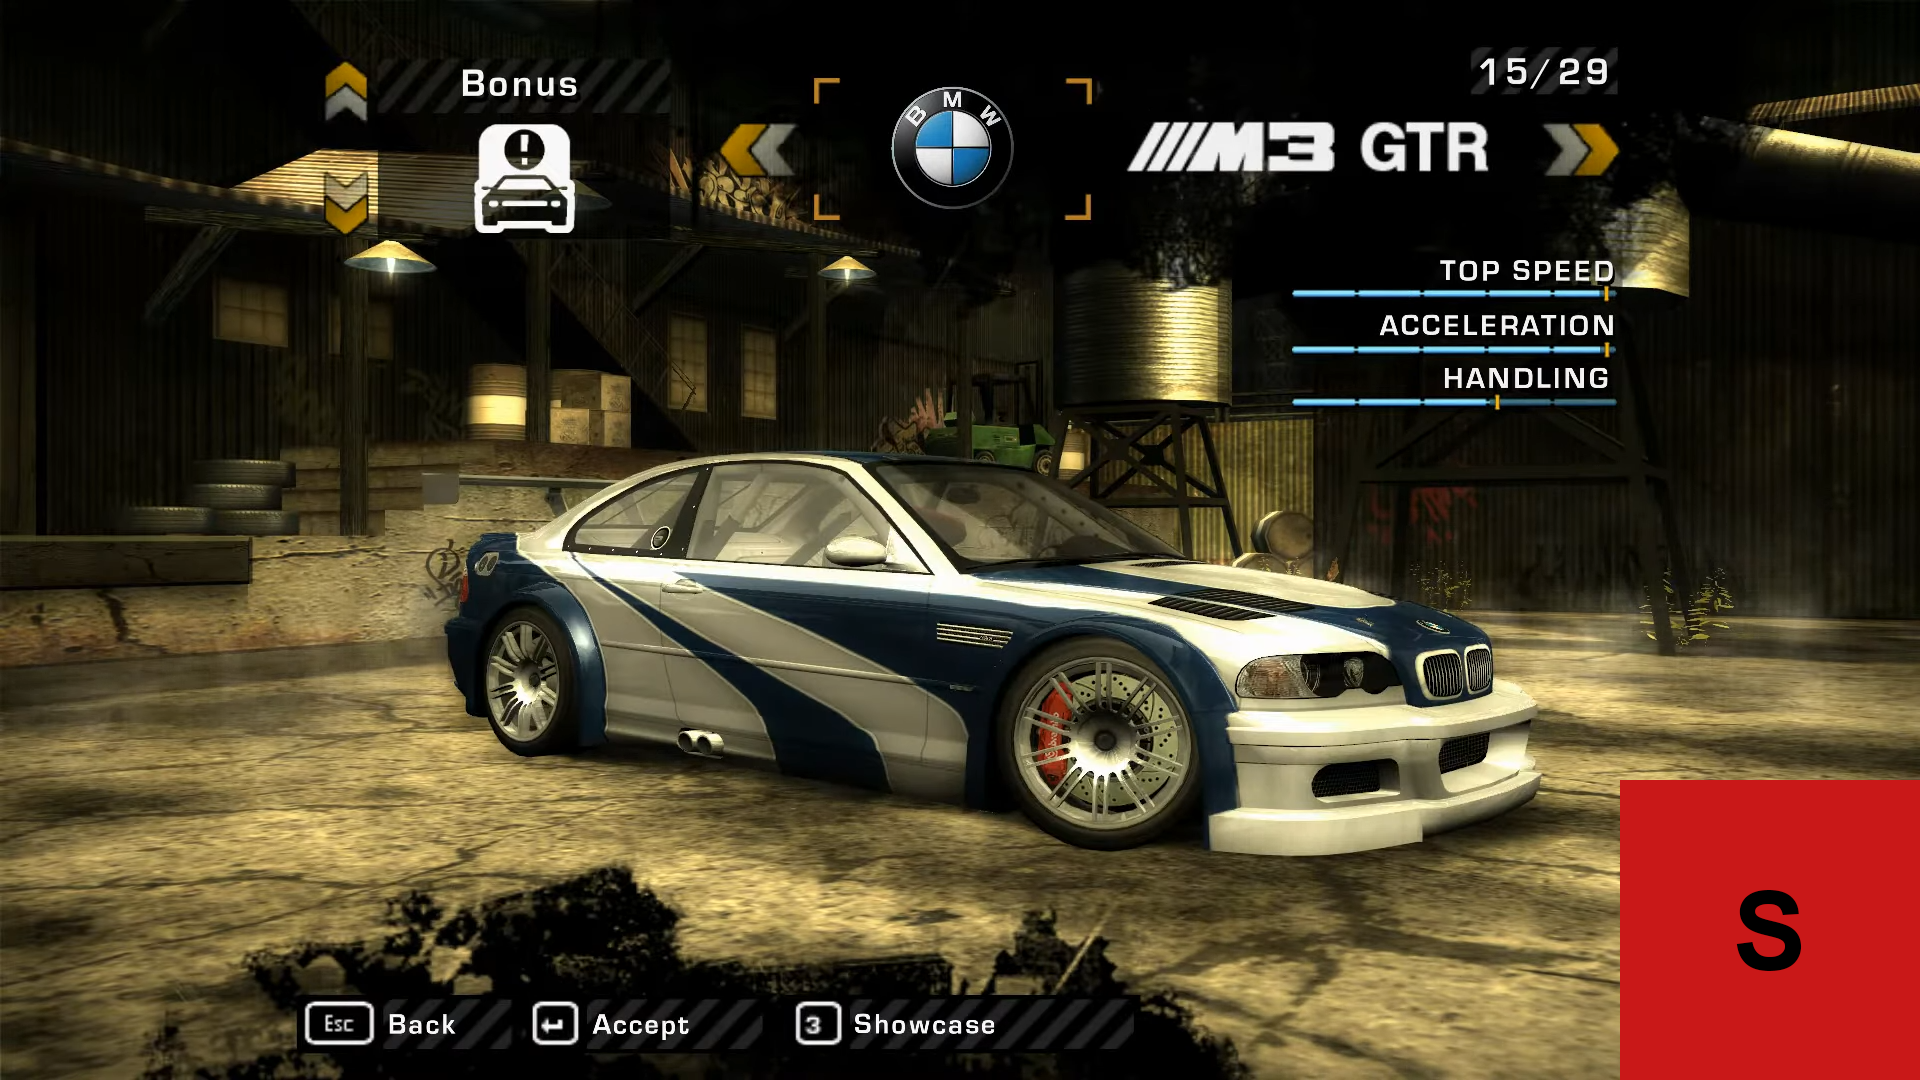 Bonus
15/29
BMW
M3 GTR
TOP SPEED
ACCELERATION
HANDLING
Esc Back
Accept
3 Showcase
S